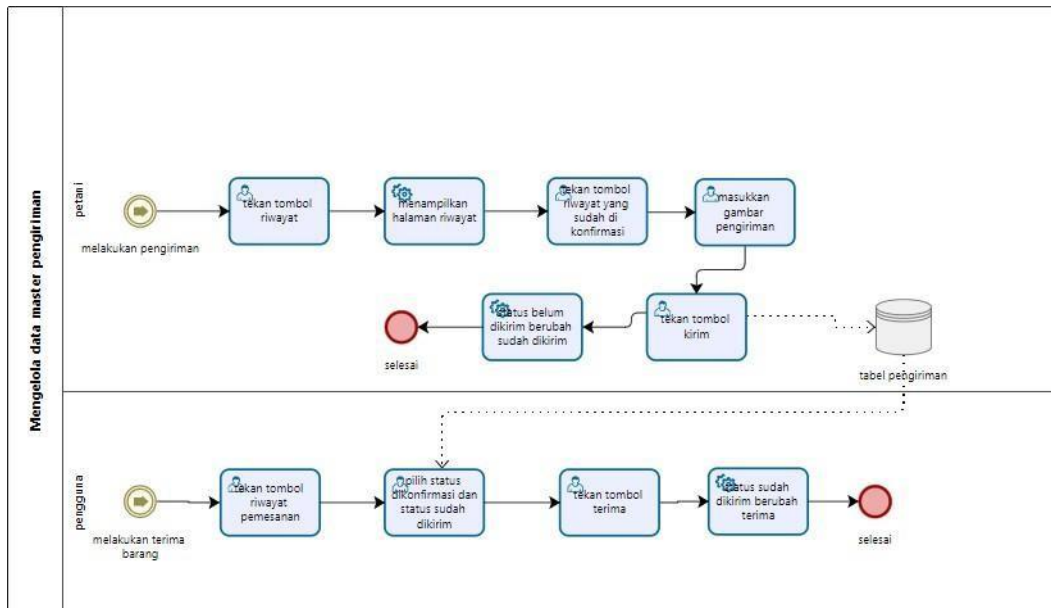 Mengelola data master pengiriman
petani
melakukan pengiriman
tekan tombol
riwayat
menampilkan
halaman riwayat
tekan tombol
riwayat yang
sudah di
konfirmasi
masukkan
gambar
pengiriman
selesai
status belum
dikirim berubah
sudah dikirim
tekan tombol
kirim
tabel pengiriman
pengguna
melakukan terima
barang
tekan tombol
riwayat
pemesanan
pilih status
dikonfirmasi dan
status sudah
dikirim
tekan tombol
terima
status sudah
dikirim berubah
terima
selesai